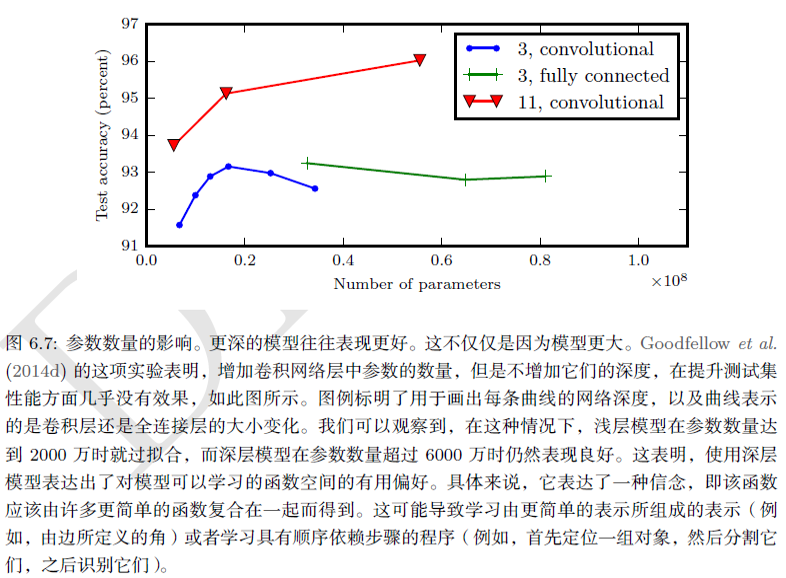 97
96
95
94
93
92
91
Test accuracy (percent)
3, convolutional
3, fully connected
11, convolutional
0.0 0.2 0.4 0.6 0.8 1.0
×10⁸
Number of parameters
图 6.7: 参数数量的影响。更深的模型往往表现更好。这不仅仅是因为模型更大。Goodfellow et al.
(2014d) 的这项实验表明，增加卷积网络层中参数的数量，但是不增加它们的深度，在提升测试集
性能方面几乎没有效果，如此图所示。图例标明了用于画出每条曲线的网络深度，以及曲线表示
的是卷积层还是全连接层的大小变化。我们可以观察到，在这种情况下，浅层模型在参数数量达
到 2000 万时就过拟合，而深层模型在参数数量超过 6000 万时仍然表现良好。这表明，使用深层
模型表达出了对模型可以学习的函数空间的有用偏好。具体来说，它表达了一种信念，即该函数
应该由许多更简单的函数复合在一起而得到。这可能导致学习由更简单的表示所组成的表示（例
如，由边所定义的角）或者学习具有顺序依赖步骤的程序（例如，首先定位一组对象，然后分割它
们，之后识别它们）。